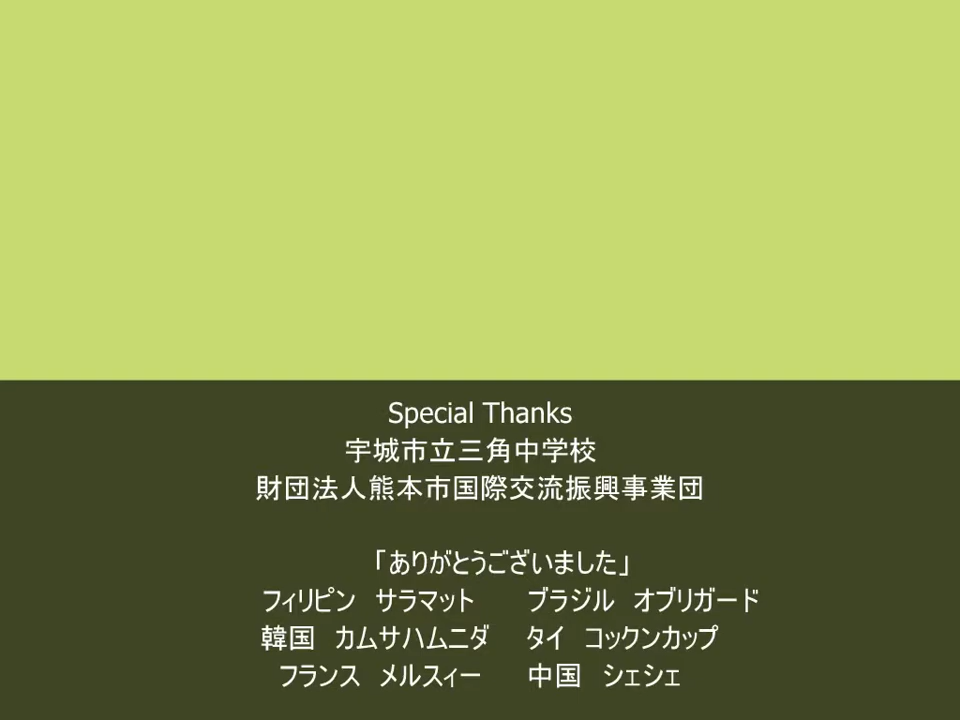 Special Thanks
宇城市立三角中学校
財団法人熊本市国際交流振興事業団
「ありがとうございました」
フィリピン　サラマット　　ブラジル　オブリガード
韓国　カムサハムニダ　　タイ　コックンカップ
フランス　メルスィー　　中国　シェシェ